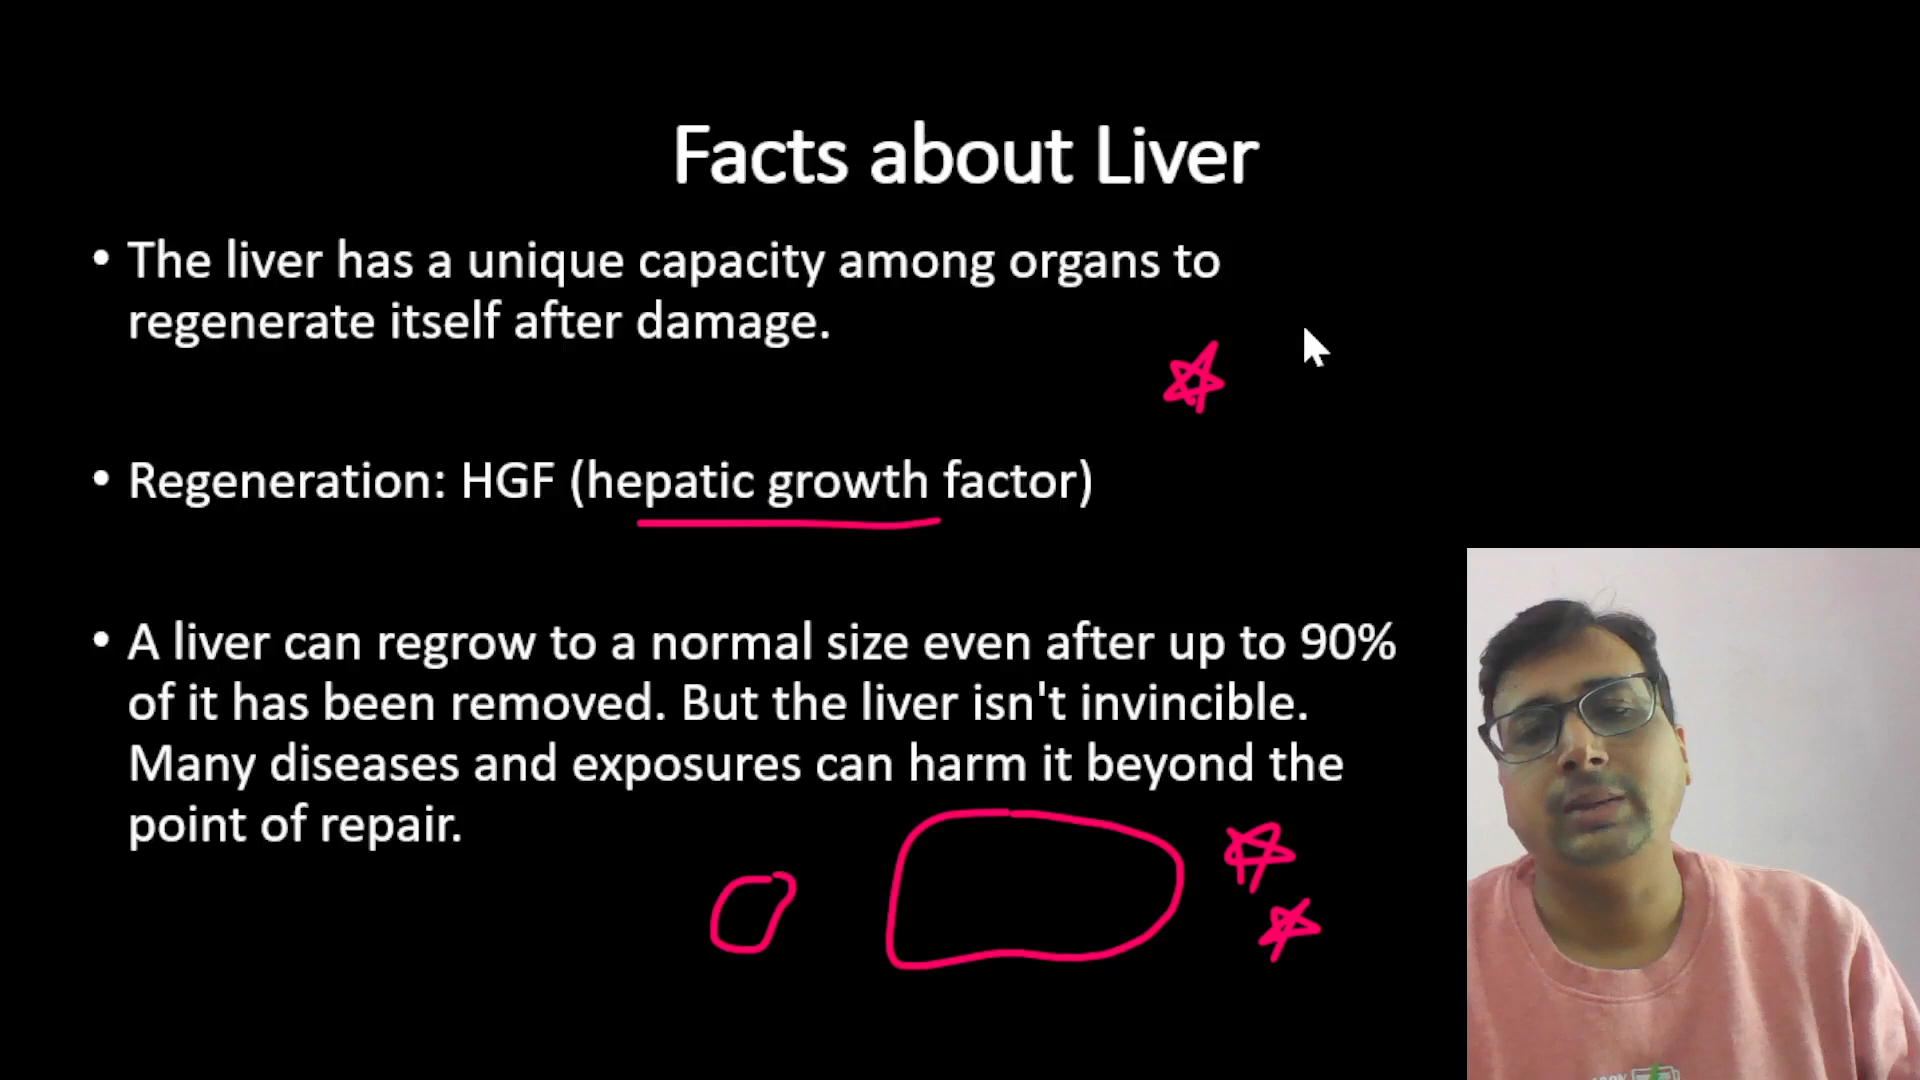 Facts about Liver
• The liver has a unique capacity among organs to
regenerate itself after damage.
• Regeneration: HGF (hepatic growth factor)
• A liver can regrow to a normal size even after up to 90%
of it has been removed. But the liver isn't invincible.
Many diseases and exposures can harm it beyond the
point of repair.